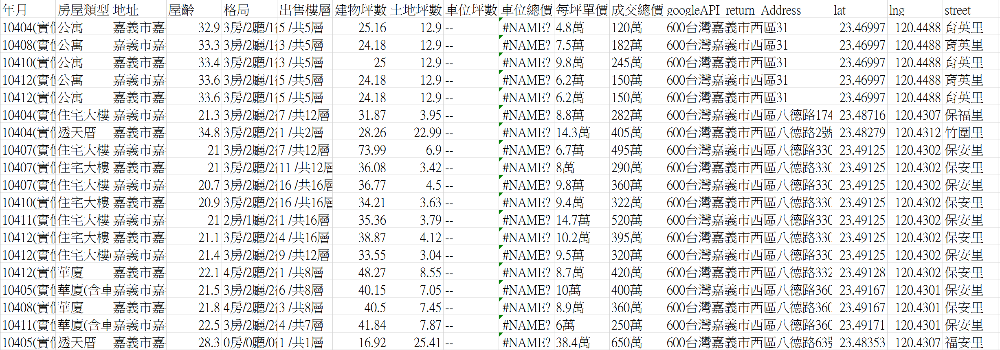 年月 房屋類型 地址 屋齡 格局 出售樓層 建物坪數 土地坪數 車位坪數 車位總價 每坪單價 成交總價 googleAPI_return_Address lat lng street
10404(實 公寓 嘉義市嘉 32.9 3房/2廳/1 5 /共5層 25.16 12.9 -- #NAME? 4.8萬 120萬 600台灣嘉義市西區31 23.46997 120.4488 育英里
10408(實 公寓 嘉義市嘉 33.3 3房/2廳/1 3 /共5層 24.18 12.9 -- #NAME? 7.5萬 182萬 600台灣嘉義市西區31 23.46997 120.4488 育英里
10410(實 公寓 嘉義市嘉 33.4 3房/2廳/1 3 /共5層 25 12.9 -- #NAME? 9.8萬 245萬 600台灣嘉義市西區31 23.46997 120.4488 育英里
10412(實 公寓 嘉義市嘉 33.6 3房/2廳/1 5 /共5層 24.18 12.9 -- #NAME? 6.2萬 150萬 600台灣嘉義市西區31 23.46997 120.4488 育英里
10412(實 公寓 嘉義市嘉 33.6 3房/2廳/1 5 /共5層 24.18 12.9 -- #NAME? 6.2萬 150萬 600台灣嘉義市西區31 23.46997 120.4488 育英里
10404(實 住宅大樓 嘉義市嘉 21.3 3房/2廳/2 7 /共12層 31.87 3.95 -- #NAME? 8.8萬 282萬 600台灣嘉義市西區八德路174 23.48716 120.4307 保福里
10404(實 透天厝 嘉義市嘉 34.8 3房/2廳/2 1 /共2層 28.26 22.99 -- #NAME? 14.3萬 405萬 600台灣嘉義市西區八德路2號 23.48279 120.4312 竹圍里
10407(實 住宅大樓 嘉義市嘉 21 3房/2廳/2 7 /共12層 73.99 6.9 -- #NAME? 6.7萬 495萬 600台灣嘉義市西區八德路330 23.49125 120.4302 保安里
10407(實 住宅大樓 嘉義市嘉 21 3房/2廳/2 11 /共12層 36.08 3.42 -- #NAME? 8萬 290萬 600台灣嘉義市西區八德路330 23.49125 120.4302 保安里
10407(實 住宅大樓 嘉義市嘉 20.7 3房/2廳/2 16 /共16層 36.77 4.5 -- #NAME? 9.8萬 360萬 600台灣嘉義市西區八德路330 23.49125 120.4302 保安里
10410(實 住宅大樓 嘉義市嘉 20.9 3房/2廳/2 16 /共16層 34.21 3.63 -- #NAME? 9.4萬 322萬 600台灣嘉義市西區八德路330 23.49125 120.4302 保安里
10411(實 住宅大樓 嘉義市嘉 21 2房/1廳/2 1 /共16層 35.36 3.79 -- #NAME? 14.7萬 520萬 600台灣嘉義市西區八德路330 23.49125 120.4302 保安里
10412(實 住宅大樓 嘉義市嘉 21.1 3房/2廳/2 4 /共16層 38.87 4.12 -- #NAME? 10.2萬 395萬 600台灣嘉義市西區八德路330 23.49125 120.4302 保安里
10412(實 住宅大樓( 嘉義市嘉 21.4 3房/2廳/2 9 /共12層 33.55 3.04 -- #NAME? 9.5萬 320萬 600台灣嘉義市西區八德路330 23.49125 120.4302 保安里
10412(實 華廈 嘉義市嘉 22.1 4房/2廳/2 1 /共8層 48.27 8.55 -- #NAME? 8.7萬 420萬 600台灣嘉義市西區八德路332 23.49128 120.4302 保安里
10405(實 華廈(含車 嘉義市嘉 21.5 3房/2廳/2 6 /共8層 40.15 7.05 -- #NAME? 10萬 400萬 600台灣嘉義市西區八德路360 23.49167 120.4301 保安里
10408(實 華廈 嘉義市嘉 21.8 4房/2廳/2 3 /共8層 40.5 7.45 -- #NAME? 8.9萬 360萬 600台灣嘉義市西區八德路360 23.49167 120.4301 保安里
10411(實 華廈(含車 嘉義市嘉 22.5 3房/2廳/2 4 /共7層 41.84 7.87 -- #NAME? 6萬 250萬 600台灣嘉義市西區八德路360 23.49171 120.4301 保安里
10405(實 透天厝 嘉義市嘉 28.3 0房/0廳/0 1 /共1層 16.92 25.41 -- #NAME? 38.4萬 650萬 600台灣嘉義市西區八德路63號 23.48353 120.4307 福安里